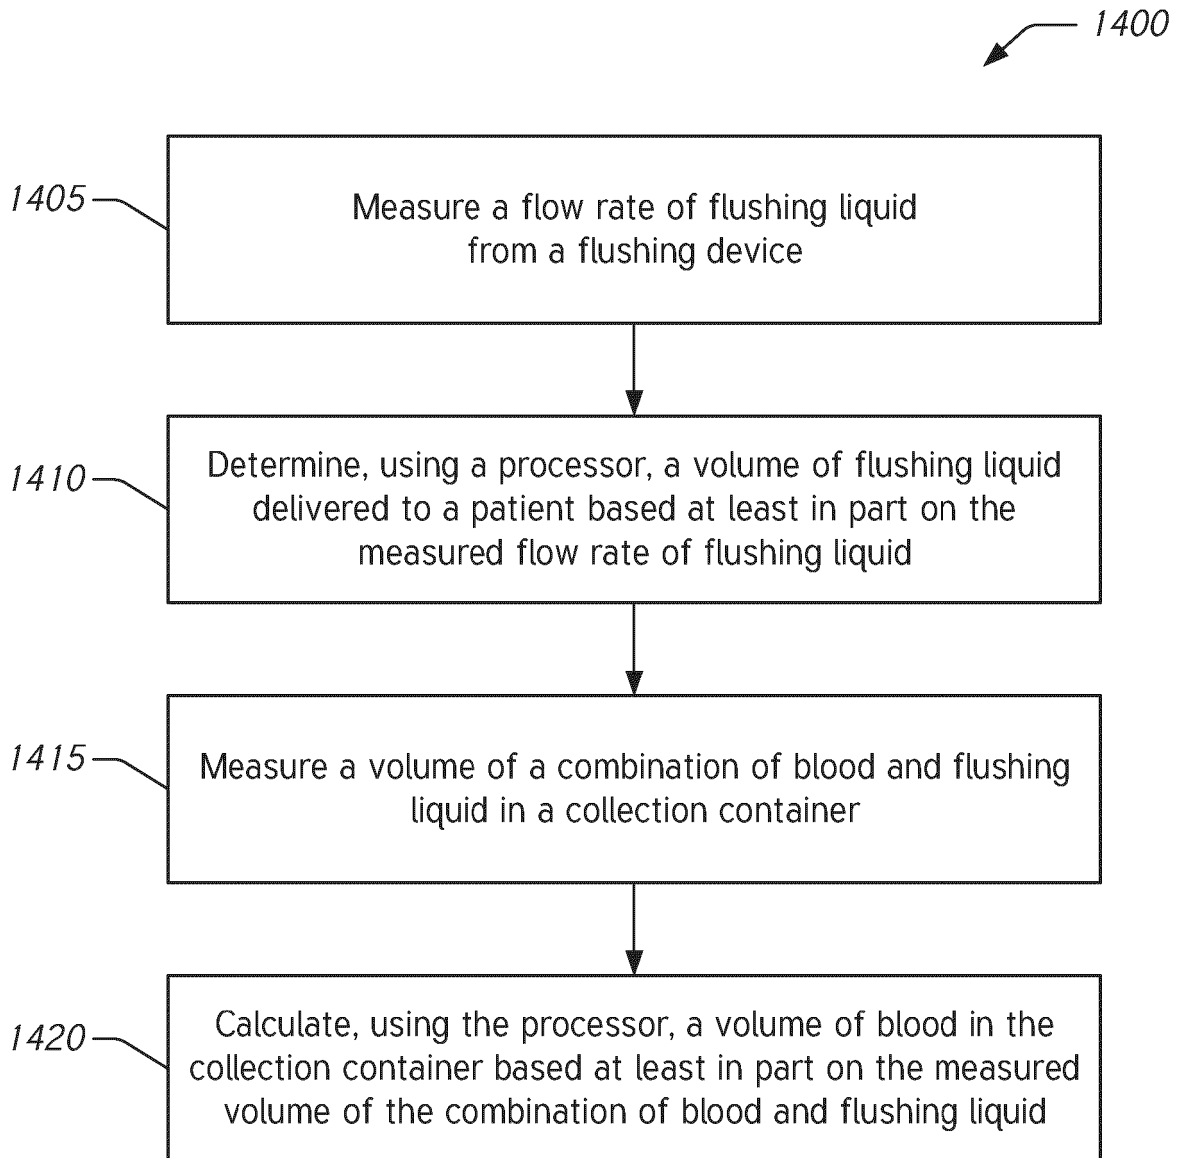 1400
1405
Measure a flow rate of flushing liquid
from a flushing device
1410
Determine, using a processor, a volume of flushing liquid
delivered to a patient based at least in part on the
measured flow rate of flushing liquid
1415
Measure a volume of a combination of blood and flushing
liquid in a collection container
1420
Calculate, using the processor, a volume of blood in the
collection container based at least in part on the measured
volume of the combination of blood and flushing liquid